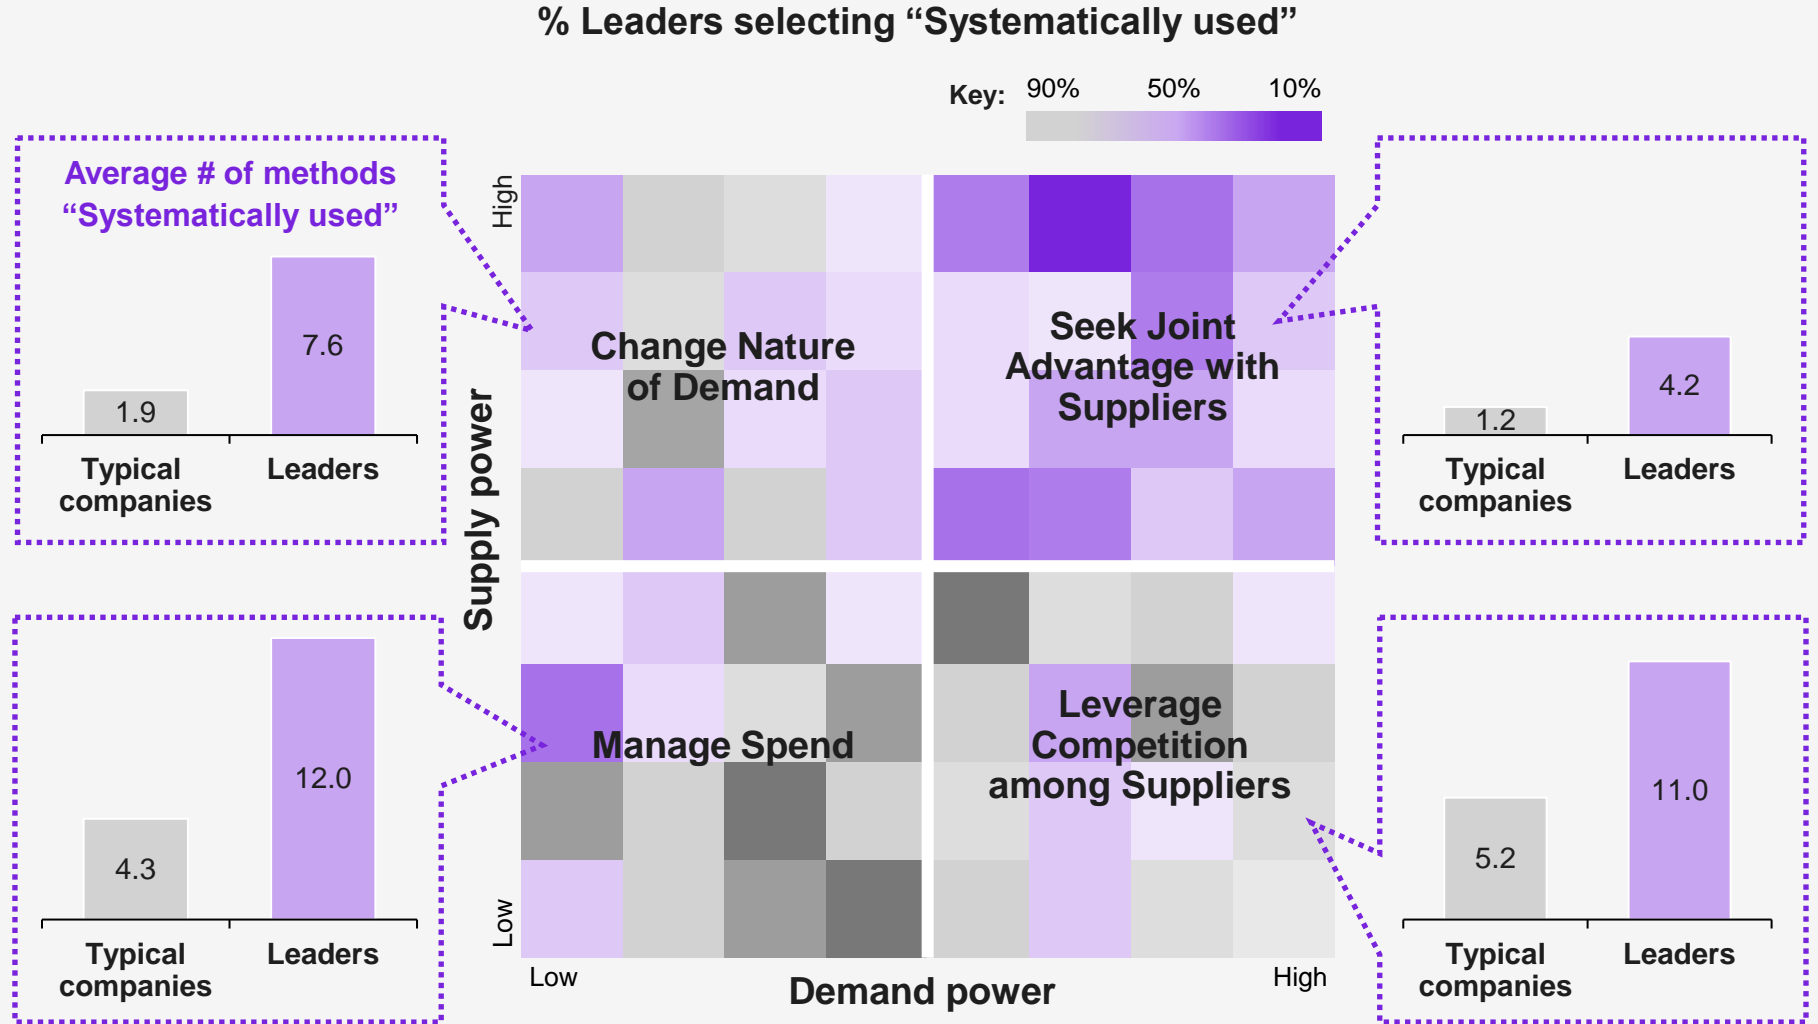 % Leaders selecting “Systematically used”
Key:
90%
50%
10%
Average # of methods
“Systematically used”
7.6
1.9
Typical
companies
Leaders
4.2
1.2
Typical
companies
Leaders
High
Supply power
Low
Change Nature
of Demand
Seek Joint
Advantage with
Suppliers
Manage Spend
Leverage
Competition
among Suppliers
12.0
4.3
Typical
companies
Leaders
11.0
5.2
Typical
companies
Leaders
Low
Demand power
High